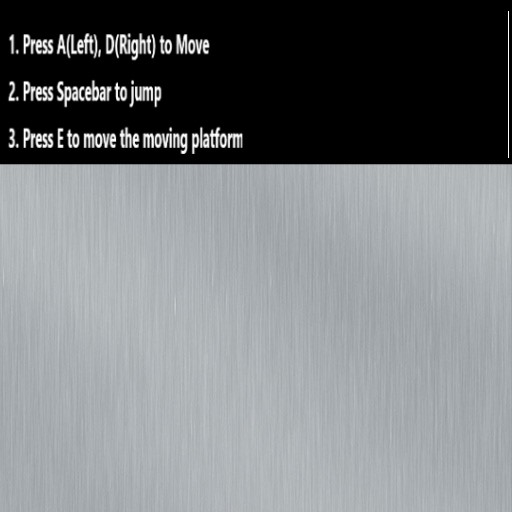 1. Press A(Left), D(Right) to Move
2. Press Spacebar to jump
3. Press E to move the moving platform